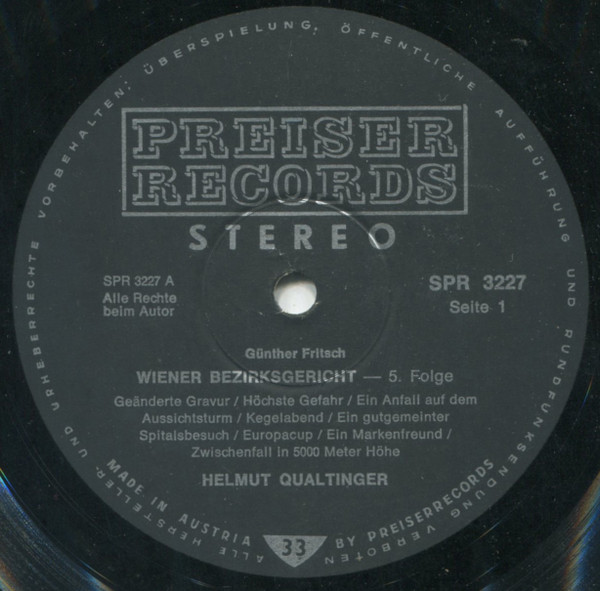 ALLE HERSTELLER- UND URHEBERRECHTE VORBEHALTEN; ÜBERSPIELUNG, ÖFFENTLICHE AUFFÜHRUNG UND RUNDFUNKSENDUNG VERBOTEN
PREISER
RECORDS
STEREO
SPR 3227 A
Alle Rechte
beim Autor
SPR 3227
Seite 1
Günther Fritsch
WIENER BEZIRKSGERICHT — 5. Folge
Geänderte Gravur / Höchste Gefahr / Ein Anfall auf dem
Aussichtsturm / Kegelabend / Ein gutgemeinter
Spitalsbesuch / Europacup / Ein Markenfreund /
Zwischenfall in 5000 Meter Höhe
HELMUT QUALTINGER
MADE IN AUSTRIA
33
BY PREISERRECORDS